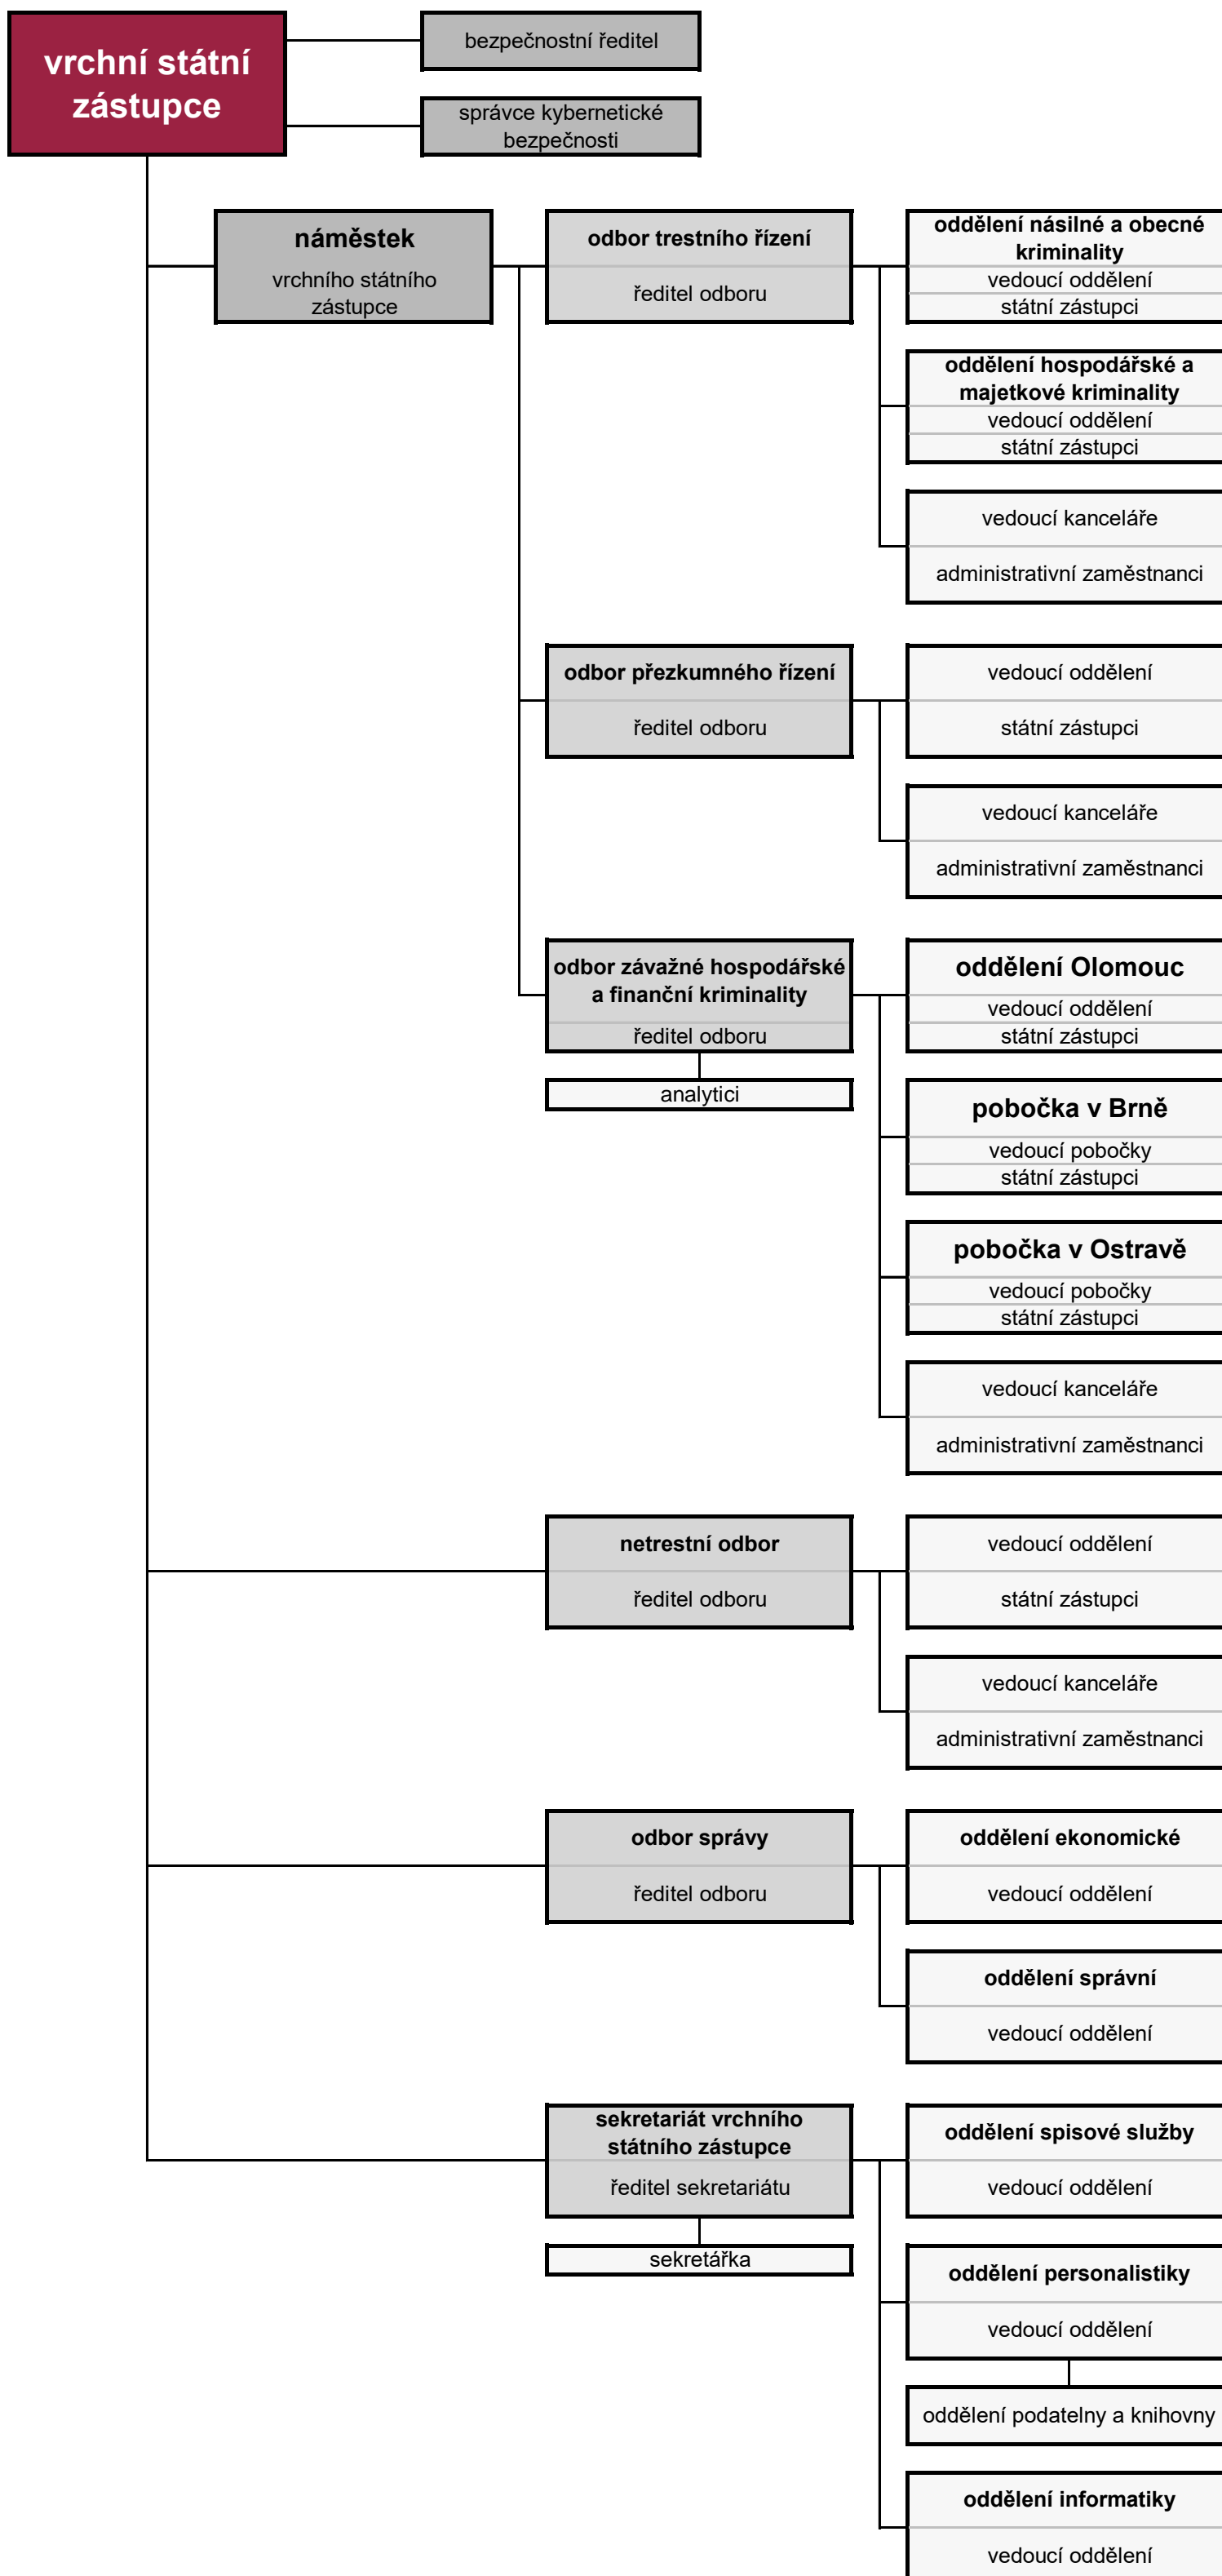 vrchní státní
zástupce
bezpečnostní ředitel
správce kybernetické
bezpečnosti
náměstek
vrchního státního
zástupce
odbor trestního řízení
ředitel odboru
oddělení násilné a obecné
kriminality
vedoucí oddělení
státní zástupci
oddělení hospodářské a
majetkové kriminality
vedoucí oddělení
státní zástupci
vedoucí kanceláře
administrativní zaměstnanci
odbor přezkumného řízení
ředitel odboru
vedoucí oddělení
státní zástupci
vedoucí kanceláře
administrativní zaměstnanci
odbor závažné hospodářské
a finanční kriminality
ředitel odboru
analytici
oddělení Olomouc
vedoucí oddělení
státní zástupci
pobočka v Brně
vedoucí pobočky
státní zástupci
pobočka v Ostravě
vedoucí pobočky
státní zástupci
vedoucí kanceláře
administrativní zaměstnanci
netrestní odbor
ředitel odboru
vedoucí oddělení
státní zástupci
vedoucí kanceláře
administrativní zaměstnanci
odbor správy
ředitel odboru
oddělení ekonomické
vedoucí oddělení
oddělení správní
vedoucí oddělení
sekretariát vrchního
státního zástupce
ředitel sekretariátu
sekretářka
oddělení spisové služby
vedoucí oddělení
oddělení personalistiky
vedoucí oddělení
oddělení podatelny a knihovny
oddělení informatiky
vedoucí oddělení